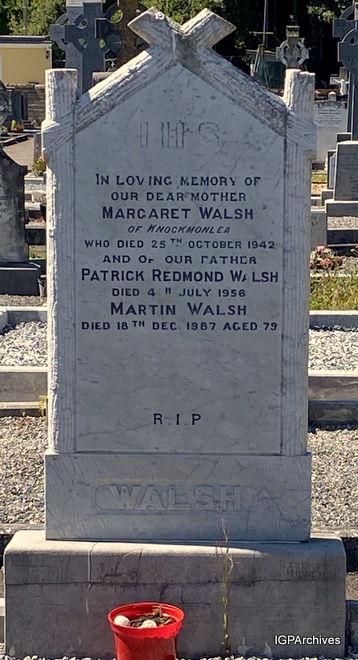 IHS
IN LOVING MEMORY OF
OUR DEAR MOTHER
MARGARET WALSH
OF KNOCKMONLEA
WHO DIED 25TH OCTOBER 1942
AND OF OUR FATHER
PATRICK REDMOND WALSH
DIED 4TH JULY 1956
MARTIN WALSH
DIED 18TH DEC. 1987 AGED 79
R.I.P
WALSH
IGPArchives